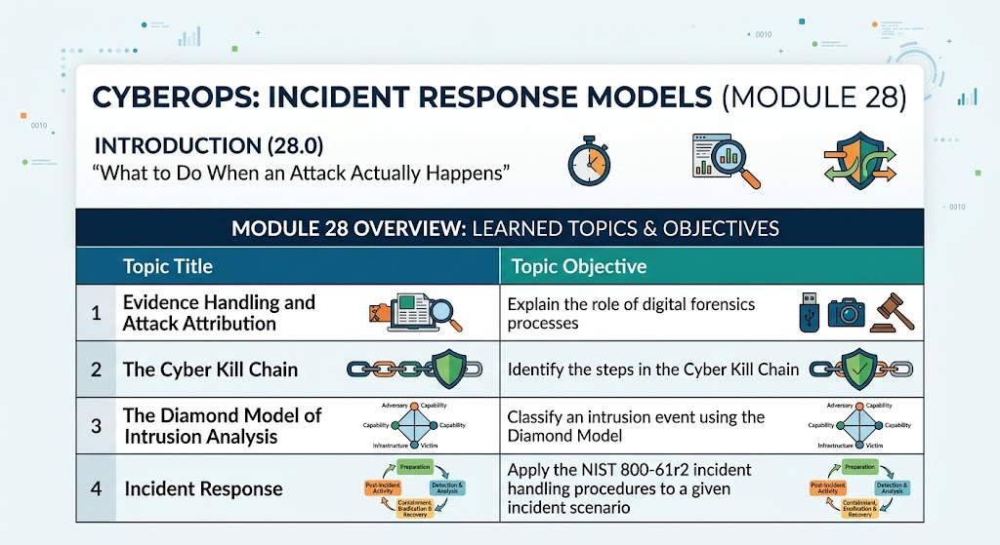 0010
0010
CYBEROPS: INCIDENT RESPONSE MODELS (MODULE 28)
INTRODUCTION (28.0)
“What to Do When an Attack Actually Happens”
0010
MODULE 28 OVERVIEW: LEARNED TOPICS & OBJECTIVES
Topic Title
Topic Objective
1
Evidence Handling and
Attack Attribution
Explain the role of digital forensics
processes
2
The Cyber Kill Chain
Identify the steps in the Cyber Kill Chain
3
The Diamond Model of
Intrusion Analysis
Adversary
Capability
Capability
Capability
Infrastructure
Victim
Classify an intrusion event using the
Diamond Model
Adversary
Capability
Capability
Capability
Infrastructure
Victim
4
Incident Response
Preparation
Post-Incident
Activity
Detection &
Analysis
Containment,
Recovery
Apply the NIST 800-61r2 incident
handling procedures to a given
incident scenario
Preparation
Post-Incident
Activity
Detection &
Analysis
Recovery